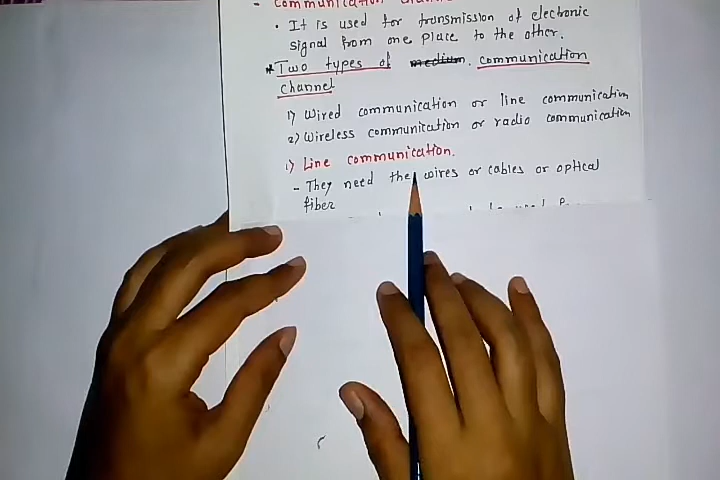 - Communication channel
• It is used for transmission of electronic
signal from one place to the other.
* Two types of medium. communication
channel
1) Wired communication or line communication
2) Wireless communication or radio communication
1) Line communication.
- They need the wires or cables or optical
fiber